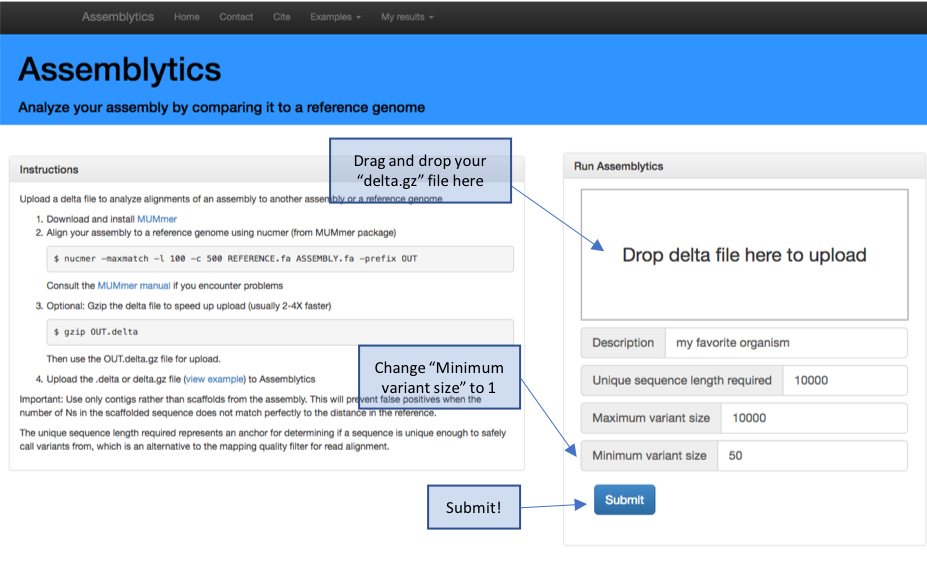 Assemblytics Home Contact Cite Examples My results
Assemblytics
Analyze your assembly by comparing it to a reference genome
Instructions
Upload a delta file to analyze alignments of an assembly to another assembly or a reference genome
1. Download and install MUMmer
2. Align your assembly to a reference genome using nucmer (from MUMmer package)
$ nucmer -maxmatch -l 100 -c 500 REFERENCE.fa ASSEMBLY.fa -prefix OUT
Consult the MUMmer manual if you encounter problems
3. Optional: Gzip the delta file to speed up upload (usually 2-4X faster)
$ gzip OUT.delta
Then use the OUT.delta.gz file for upload.
4. Upload the .delta or delta.gz file (view example) to Assemblytics
Important: Use only contigs rather than scaffolds from the assembly. This will prevent false positives when the
number of Ns in the scaffolded sequence does not match perfectly to the distance in the reference.
The unique sequence length required represents an anchor for determining if a sequence is unique enough to safely
call variants from, which is an alternative to the mapping quality filter for read alignment.
Drag and drop your
“delta.gz” file here
Change “Minimum
variant size” to 1
Submit!
Run Assemblytics
Drop delta file here to upload
Description my favorite organism
Unique sequence length required 10000
Maximum variant size 10000
Minimum variant size 50
Submit